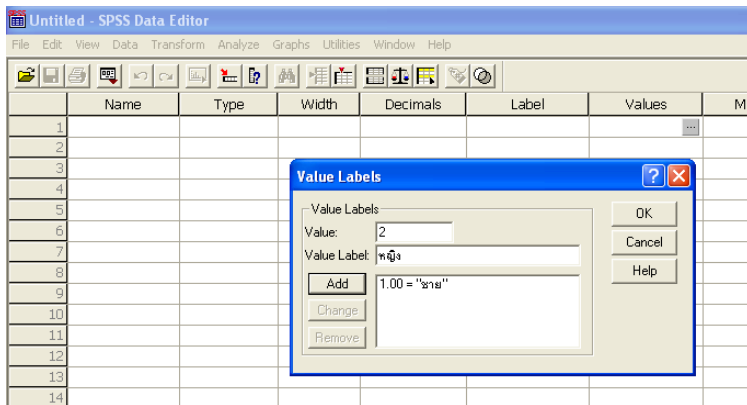 Untitled - SPSS Data Editor
File Edit View Data Transform Analyze Graphs Utilities Window Help
Name Type Width Decimals Label Values M
1
2
3
4
5
6
7
8
9
10
11
12
13
14
Value Labels
Value Labels
Value: 2
Value Label: หญิง
Add
Change
Remove
1.00 = "ชาย"
OK
Cancel
Help